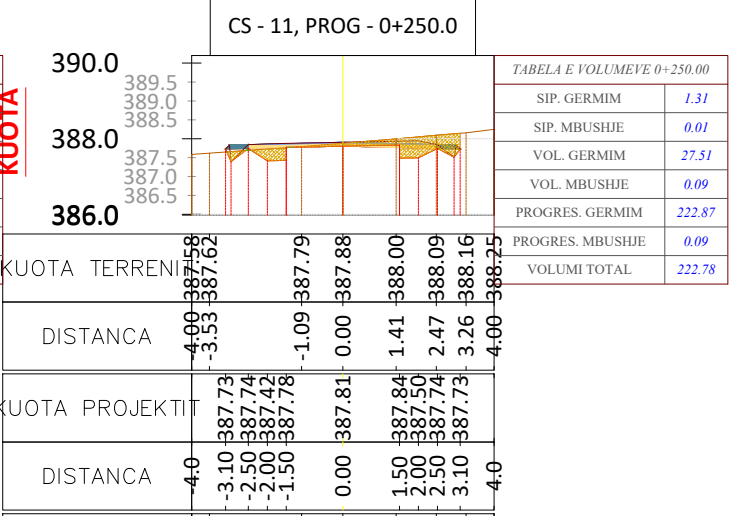 CS - 11, PROG - 0+250.0
KUOTA
390.0
389.5
389.0
388.5
388.0
387.5
387.0
386.5
386.0
TABELA E VOLUMEVE 0+250.00
SIP. GERMIM 1.31
SIP. MBUSHJE 0.01
VOL. GERMIM 27.51
VOL. MBUSHJE 0.09
PROGRES. GERMIM 222.87
PROGRES. MBUSHJE 0.09
VOLUMI TOTAL 222.78
KUOTA TERRENIT 387.58 387.62 387.79 387.88 388.00 388.09 388.16 388.25
DISTANCA -4.00 -3.53 -1.09 0.00 1.41 2.47 3.26 4.00
KUOTA PROJEKTIT 387.73 387.74 387.42 387.78 387.81 387.84 387.50 387.74 387.73
DISTANCA -4.0 -3.10 -2.50 -2.00 -1.50 0.00 1.50 2.00 2.50 3.10 4.0